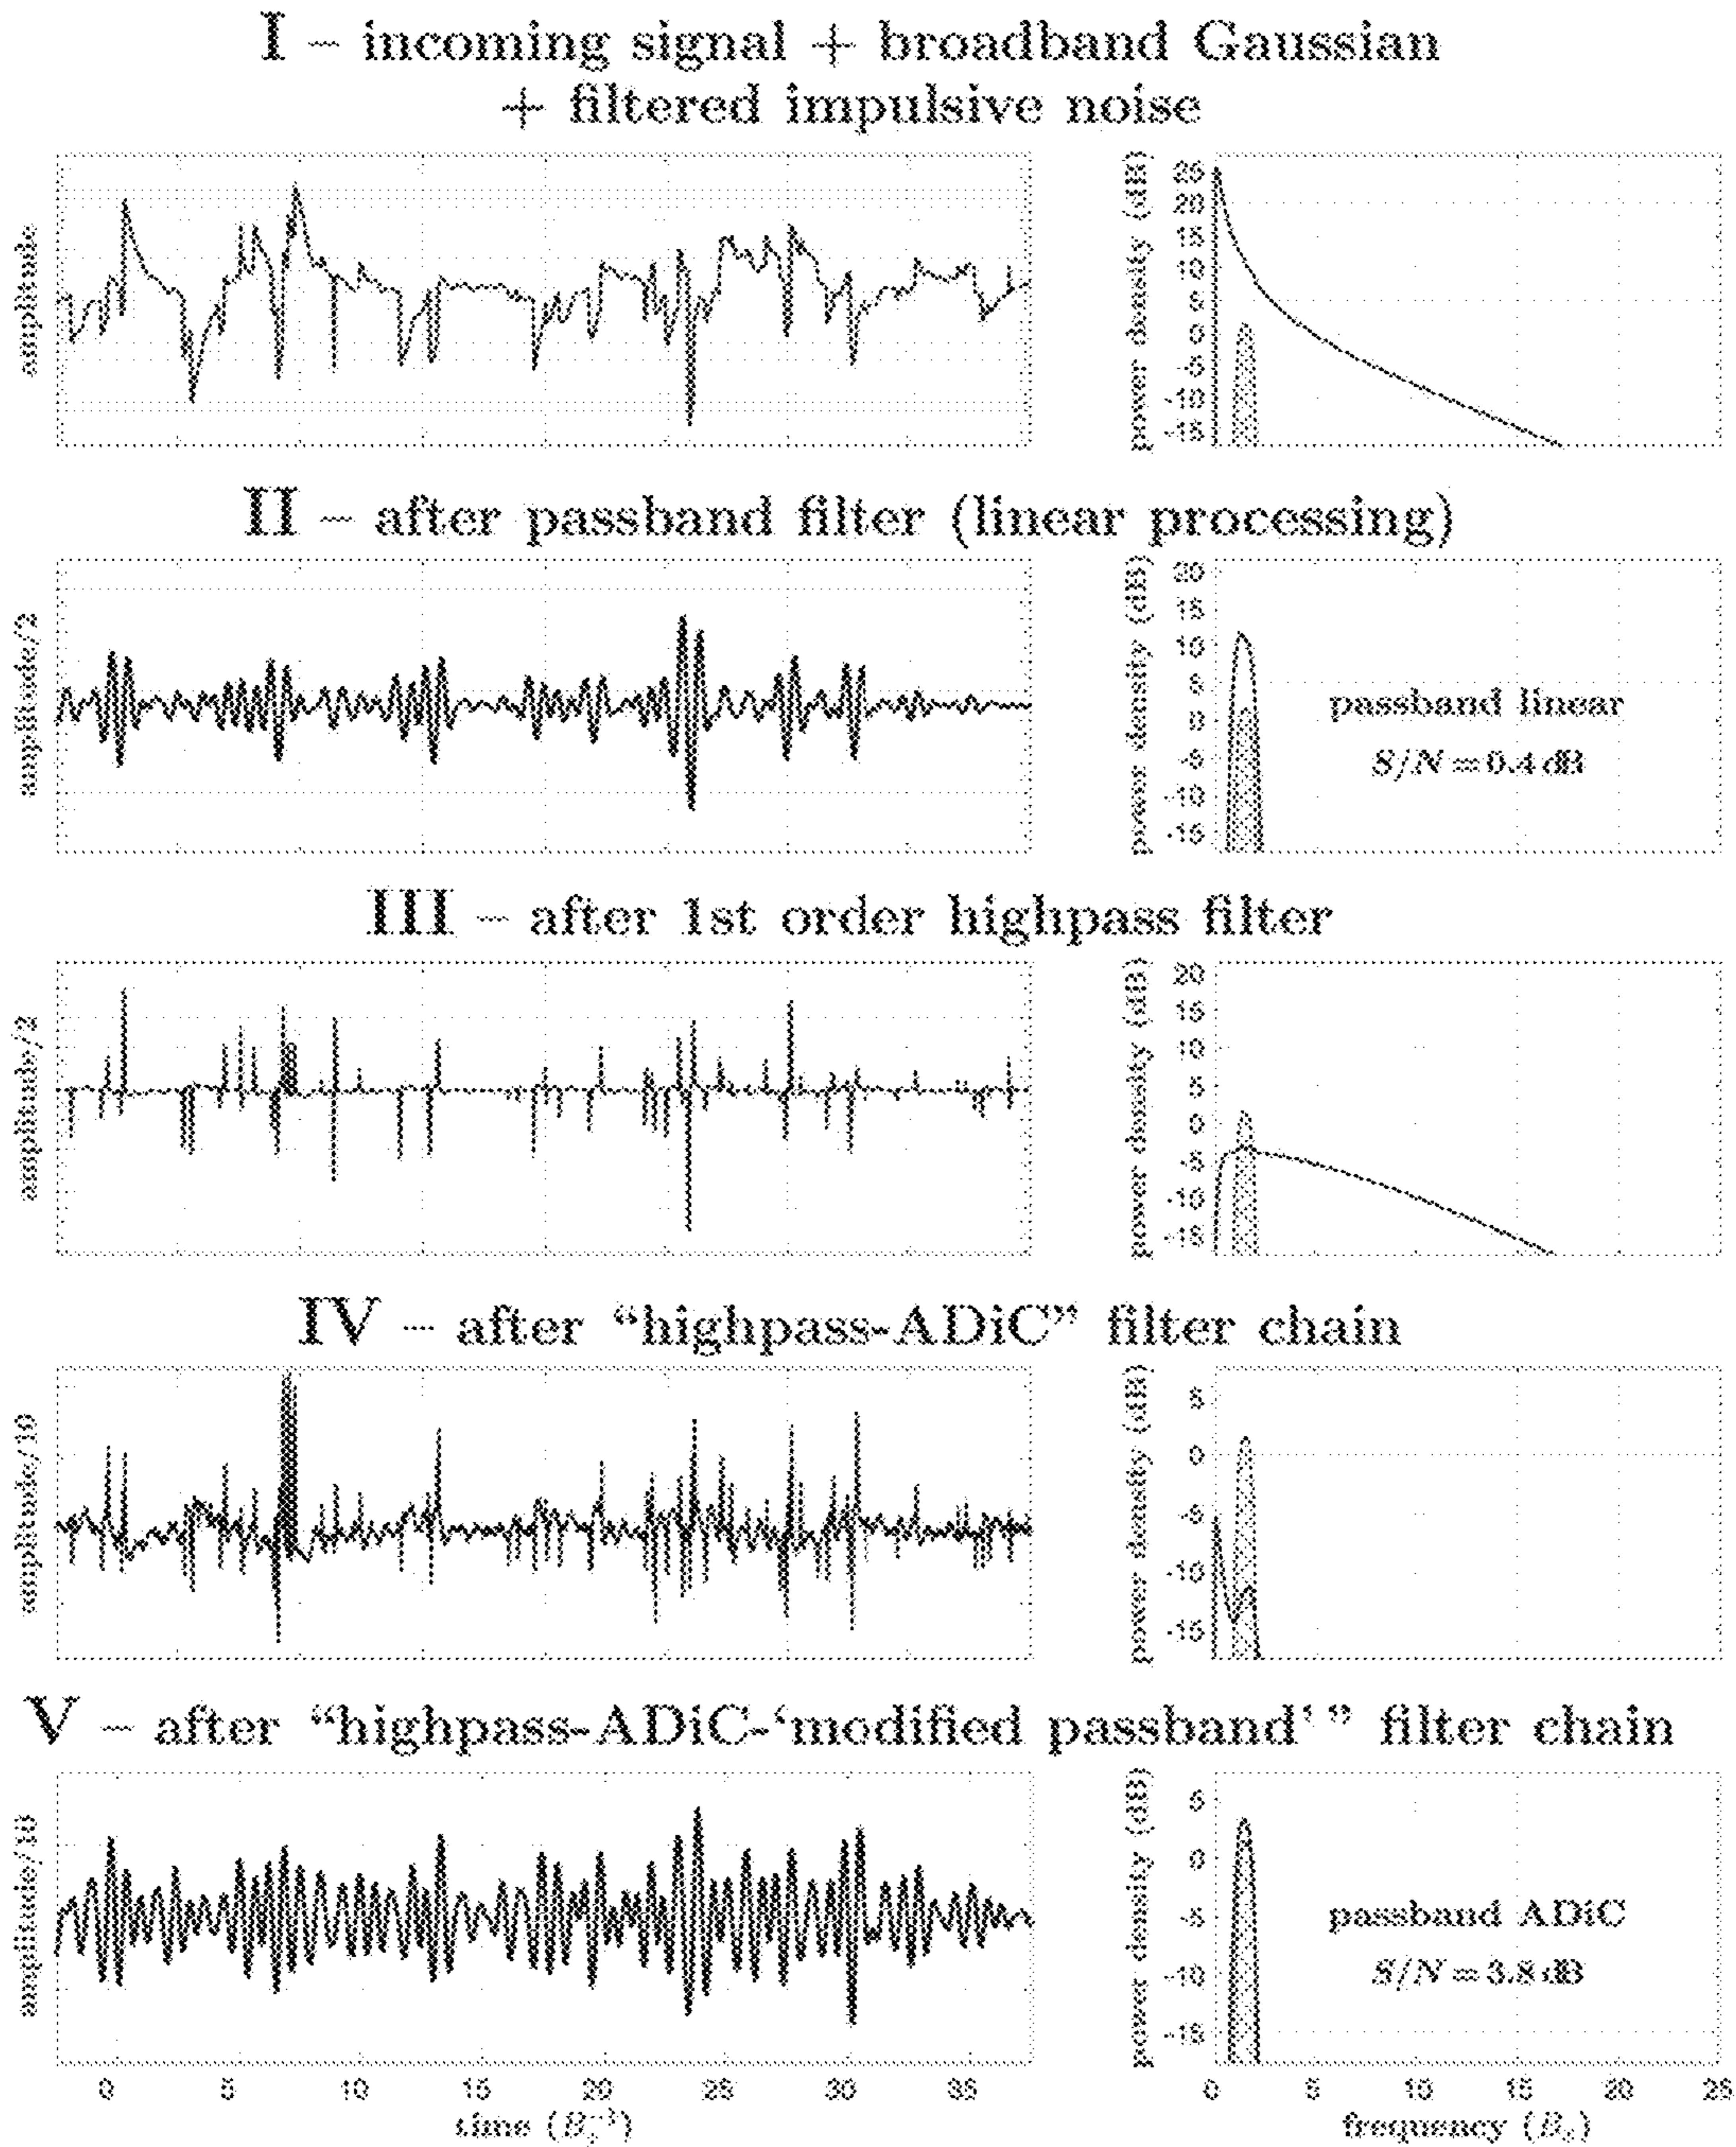 I – incoming signal + broadband Gaussian
+ filtered impulsive noise
amplitude
power density (dB)
25
20
15
10
5
0
-5
-10
-15
II – after passband filter (linear processing)
amplitude/2
power density (dB)
20
15
10
5
0
-5
-10
-15
passband linear
S/N = 0.4 dB
III – after 1st order highpass filter
amplitude/2
power density (dB)
20
15
10
5
0
-5
-10
-15
IV – after “highpass-ADiC” filter chain
amplitude/10
power density (dB)
5
0
-5
-10
-15
V – after “highpass-ADiC-‘modified passband’” filter chain
amplitude/10
power density (dB)
5
0
-5
-10
-15
passband ADiC
S/N = 3.8 dB
0 5 10 15 20 25 30 35
time
0 5 10 15 20 25
frequency